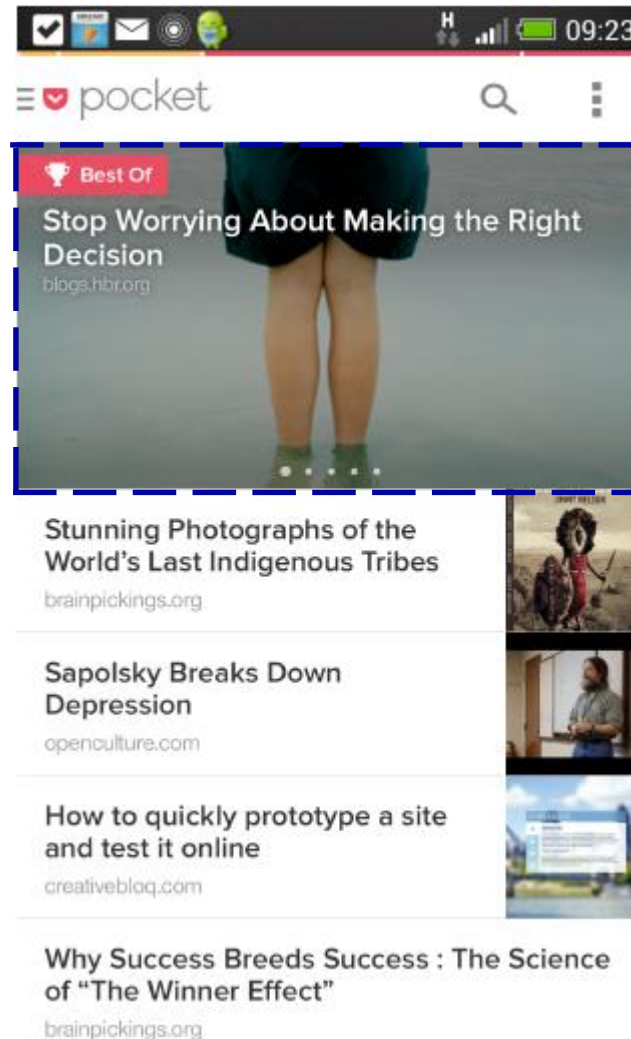 H 09:23
pocket
Best Of
Stop Worrying About Making the Right
Decision
blogs.hbr.org
Stunning Photographs of the
World's Last Indigenous Tribes
brainpickings.org
JIMMY NELSON
Sapolsky Breaks Down
Depression
openculture.com
How to quickly prototype a site
and test it online
creativebloq.com
Why Success Breeds Success : The Science
of “The Winner Effect”
brainpickings.org